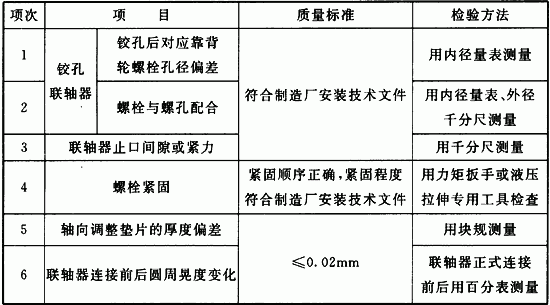 项次 项 目 质量标准 检验方法
1 铰孔联轴器 铰孔后对应靠背
轮螺栓孔径偏差 符合制造厂安装技术文件 用内径量表测量
2 螺栓与螺孔配合 用内径量表、外径
千分尺测量
3 联轴器止口间隙或紧力 用千分尺测量
4 螺栓紧固 紧固顺序正确,紧固程度
符合制造厂安装技术文件 用力矩扳手或液压
拉伸专用工具检查
5 轴向调整垫片的厚度偏差 ≤0.02mm 用块规测量
6 联轴器连接前后圆周晃度变化 联轴器正式连接
前后用百分表测量